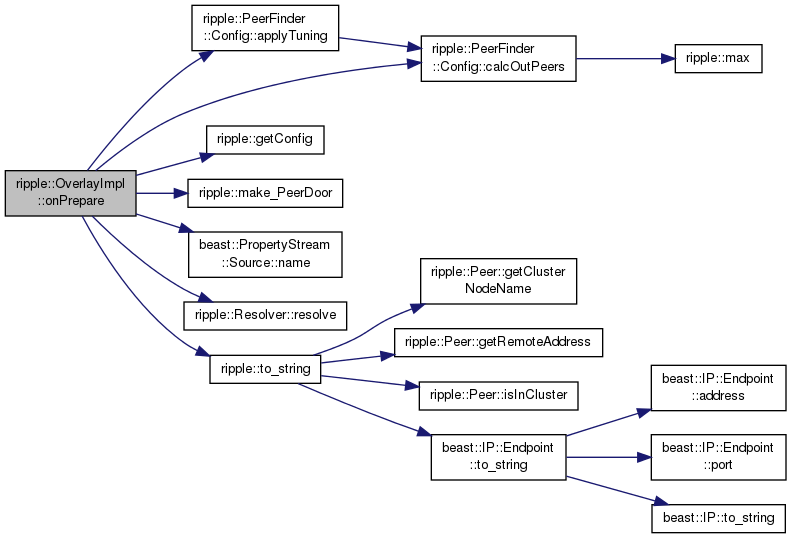 ripple::PeerFinder
::Config::applyTuning
ripple::PeerFinder
::Config::calcOutPeers
ripple::max
ripple::getConfig
ripple::OverlayImpl
::onPrepare
ripple::make_PeerDoor
beast::PropertyStream
::Source::name
ripple::Resolver::resolve
ripple::to_string
ripple::Peer::getCluster
NodeName
ripple::Peer::getRemoteAddress
ripple::Peer::isInCluster
beast::IP::Endpoint
::to_string
beast::IP::Endpoint
::address
beast::IP::Endpoint
::port
beast::IP::to_string